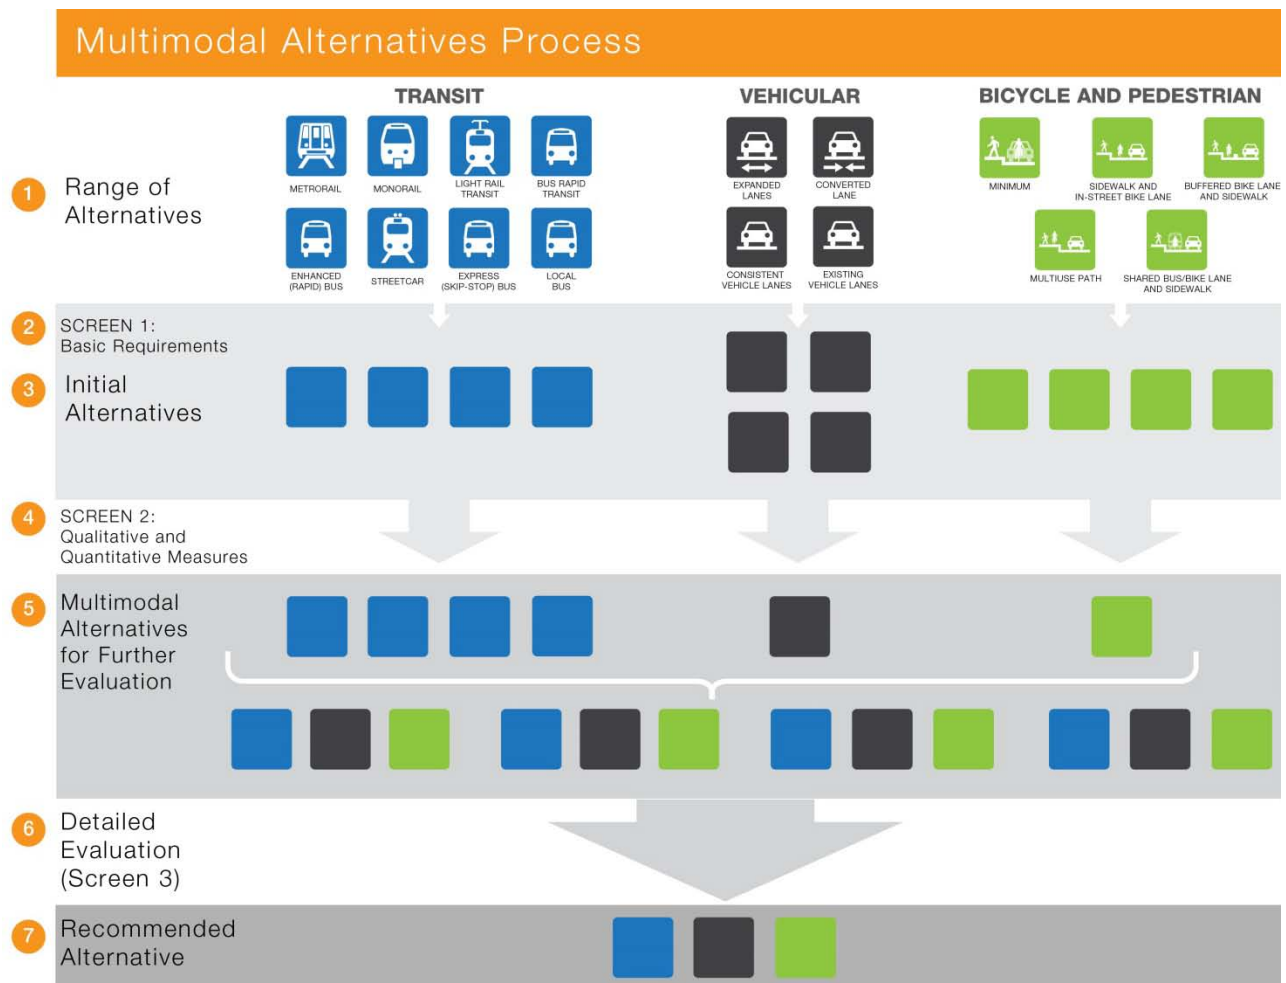 Multimodal Alternatives Process
TRANSIT
VEHICULAR
BICYCLE AND PEDESTRIAN
1
Range of
Alternatives
METRORAIL
MONORAIL
LIGHT RAIL
TRANSIT
BUS RAPID
TRANSIT
ENHANCED
(RAPID) BUS
STREETCAR
EXPRESS
(SKIP-STOP) BUS
LOCAL
BUS
EXPANDED
LANES
CONVERTED
LANE
CONSISTENT
VEHICLE LANES
EXISTING
VEHICLE LANES
MINIMUM
SIDEWALK AND
IN-STREET BIKE LANE
BUFFERED BIKE LANE
AND SIDEWALK
MULTIUSE PATH
SHARED BUS/BIKE LANE
AND SIDEWALK
2
SCREEN 1:
Basic Requirements
3
Initial
Alternatives
4
SCREEN 2:
Qualitative and
Quantitative Measures
5
Multimodal
Alternatives
for Further
Evaluation
6
Detailed
Evaluation
(Screen 3)
7
Recommended
Alternative